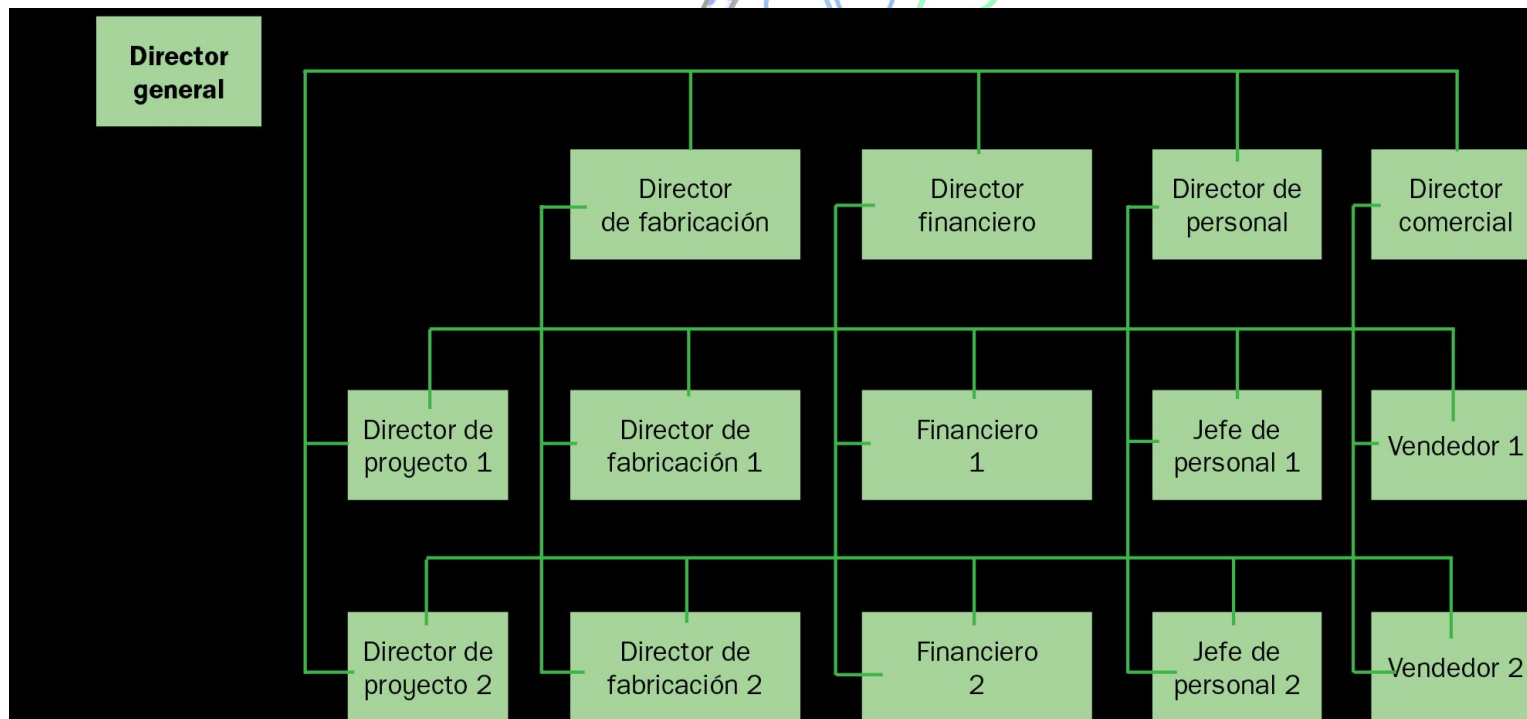 Director
general
Director
de fabricación
Director
financiero
Director de
personal
Director
comercial
Director de
proyecto 1
Director de
fabricación 1
Financiero
1
Jefe de
personal 1
Vendedor 1
Director de
proyecto 2
Director de
fabricación 2
Financiero
2
Jefe de
personal 2
Vendedor 2